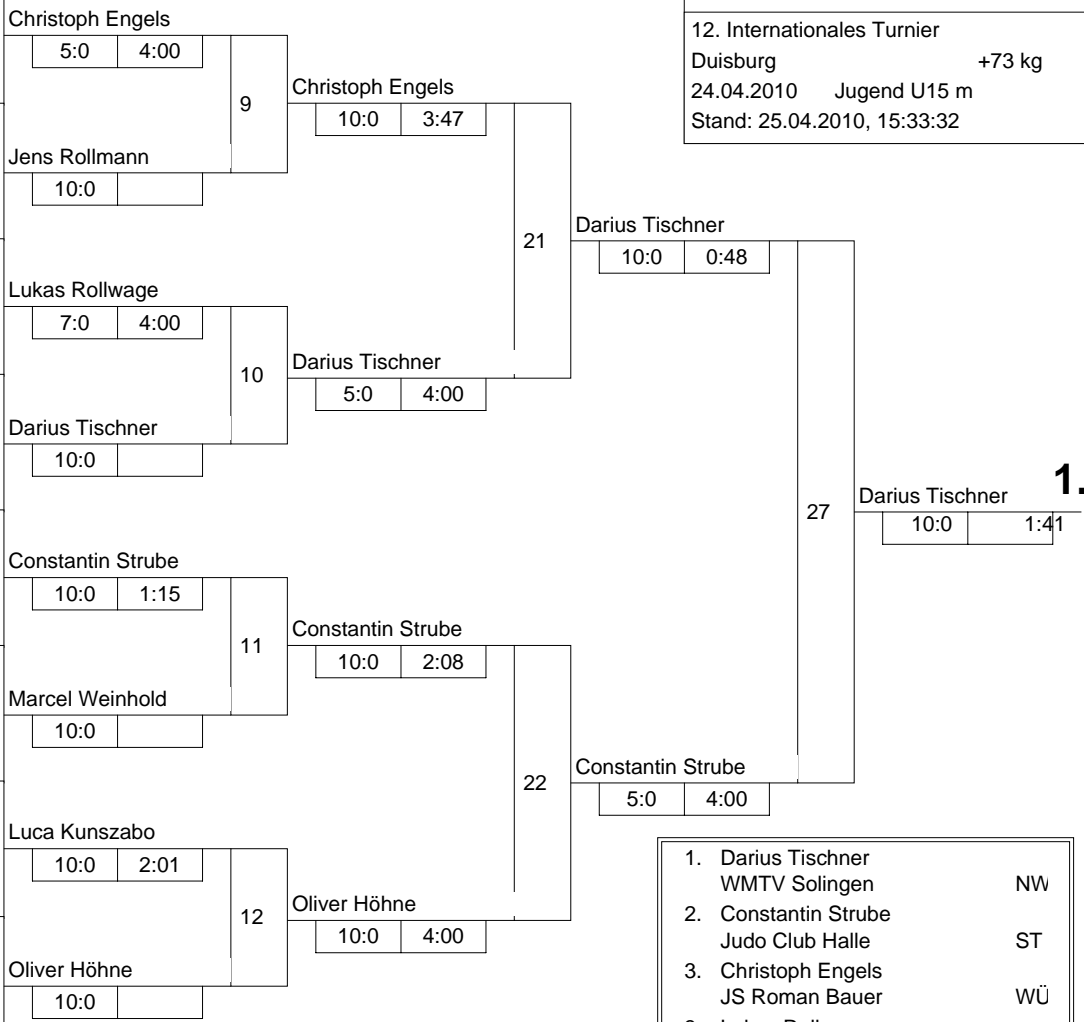 Christoph Engels
5:0 4:00
9
Jens Rollmann
10:0
Lukas Rollwage
7:0 4:00
10
Darius Tischner
10:0
Constantin Strube
10:0 1:15
11
Marcel Weinhold
10:0
Luca Kunszabo
10:0 2:01
12
Oliver Höhne
10:0
Christoph Engels
10:0 3:47
21
Darius Tischner
5:0 4:00
Constantin Strube
10:0 2:08
22
Oliver Höhne
10:0 4:00
Darius Tischner
10:0 0:48
27
Constantin Strube
5:0 4:00
Darius Tischner 1.
10:0 1:41
12. Internationales Turnier
Duisburg +73 kg
24.04.2010 Jugend U15 m
Stand: 25.04.2010, 15:33:32
1. Darius Tischner
WMTV Solingen NW
2. Constantin Strube
Judo Club Halle ST
3. Christoph Engels
JS Roman Bauer WÜ